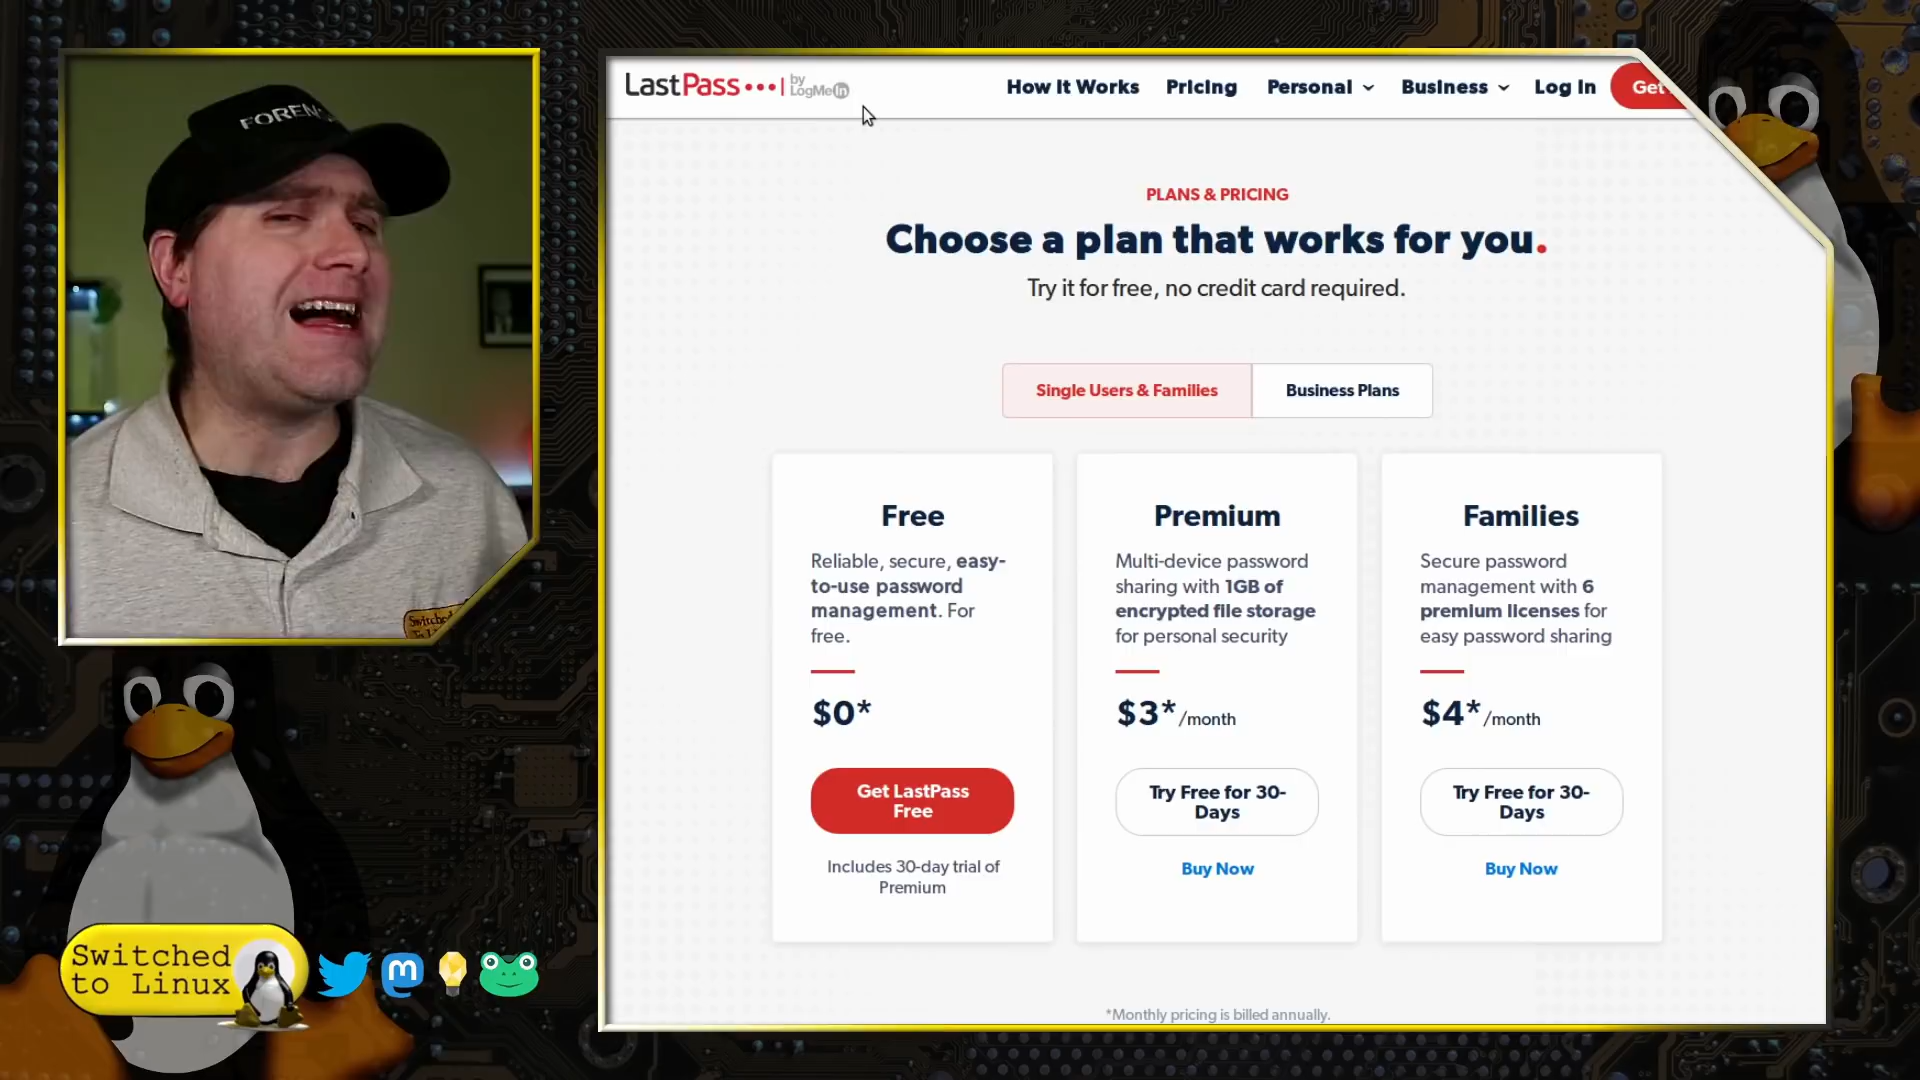 LastPass
by
LogMeIn
How It Works
Pricing
Personal
Business
Log In
Get
PLANS & PRICING
Choose a plan that works for you.
Try it for free, no credit card required.
Single Users & Families
Business Plans
Free
Reliable, secure, easy-
to-use password
management. For
free.
$0*
Get LastPass
Free
Includes 30-day trial of
Premium
Premium
Multi-device password
sharing with 1GB of
encrypted file storage
for personal security
$3*/month
Try Free for 30-
Days
Buy Now
Families
Secure password
management with 6
premium licenses for
easy password sharing
$4*/month
Try Free for 30-
Days
Buy Now
*Monthly pricing is billed annually.
FOREN
Switched
To Li
Switched
to Linux
m